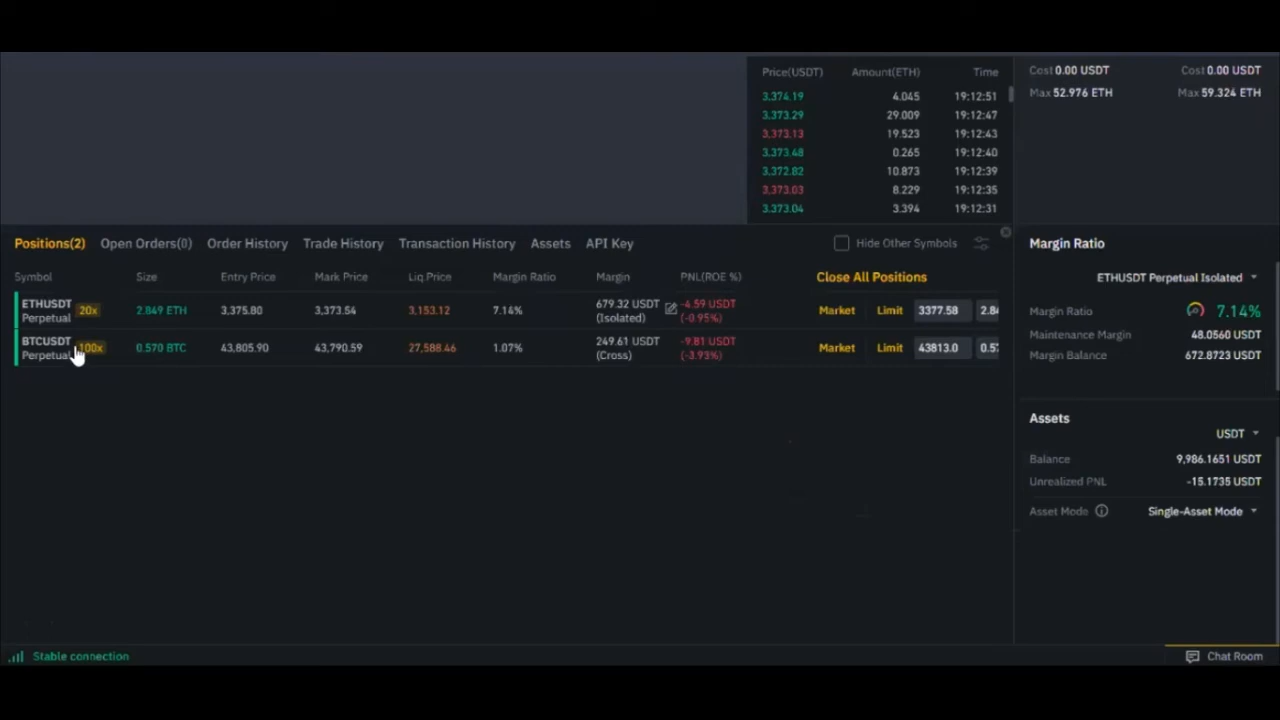 Price(USDT) Amount(ETH) Time
3,374.19 4.045 19:12:51
3,373.29 29.009 19:12:47
3,373.13 19.523 19:12:43
3,373.48 0.265 19:12:40
3,372.82 10.873 19:12:39
3,373.03 8.229 19:12:35
3,373.04 3.394 19:12:31
Cost 0.00 USDT Cost 0.00 USDT
Max 52.976 ETH Max 59.324 ETH
Positions(2) Open Orders(0) Order History Trade History Transaction History Assets API Key Hide Other Symbols
Symbol Size Entry Price Mark Price Liq.Price Margin Ratio Margin PNL(ROE %) Close All Positions
ETHUSDT Perpetual 20x 2.849 ETH 3,375.80 3,373.54 3,153.12 7.14% 679.32 USDT (Isolated) -4.59 USDT (-0.95%) Market Limit 3377.58 2.84
BTCUSDT Perpetual 100x 0.570 BTC 43,805.90 43,790.59 27,588.46 1.07% 249.61 USDT (Cross) -9.81 USDT (-3.93%) Market Limit 43813.0 0.57
Margin Ratio
ETHUSDT Perpetual Isolated
Margin Ratio 7.14%
Maintenance Margin 48.0560 USDT
Margin Balance 672.8723 USDT
Assets
USDT
Balance 9,986.1651 USDT
Unrealized PNL -15.1735 USDT
Asset Mode Single-Asset Mode
Stable connection
Chat Room